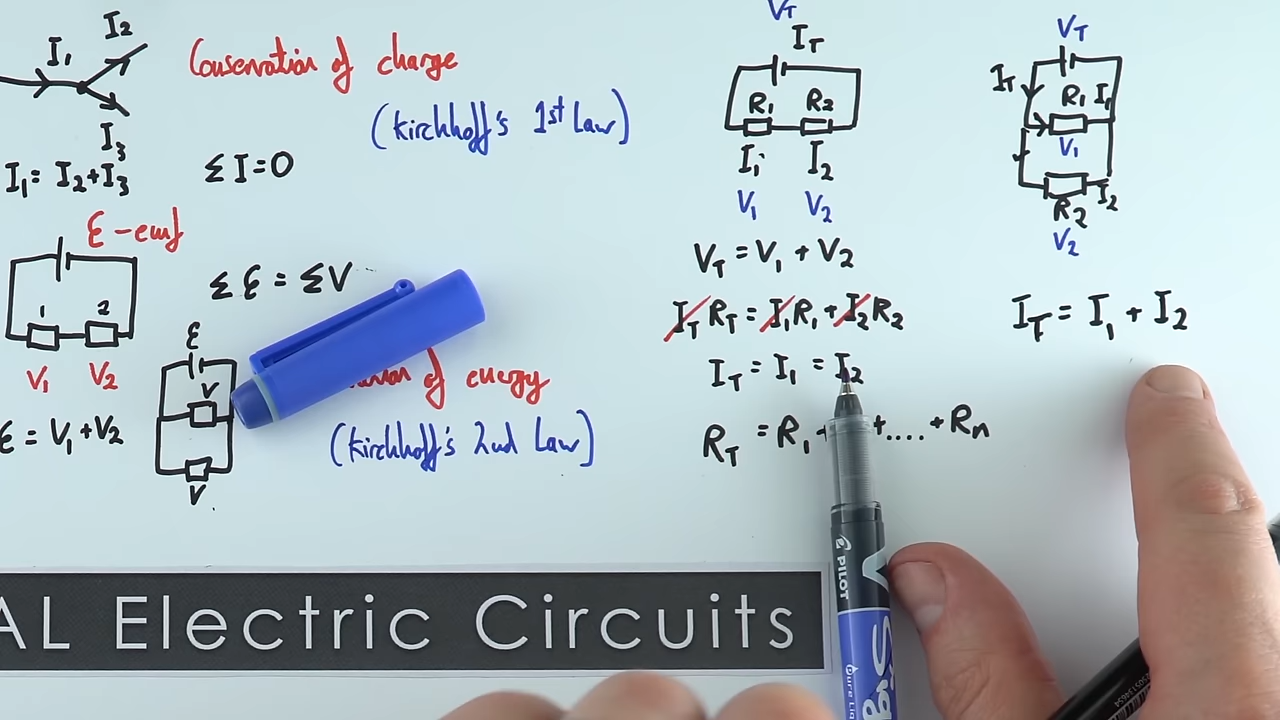 I₂
I₁
I₃
I₁ = I₂+I₃
Conservation of charge
(Kirchhoff's 1st Law)
ΣI=0
ε - emf
1 2
V₁ V₂
ε = V₁+V₂
Σε = ΣV
ε
V
V
of energy
(Kirchhoff's 2nd Law)
V_T
I_T
R₁ R₂
I₁ I₂
V₁ V₂
V_T = V₁ + V₂
I_T R_T = I₁R₁ + I₂R₂
I_T = I₁ = I₂
R_T = R₁ + +.... + Rₙ
V_T
I_T
R₁ I₁
V₁
I₂
R₂
V₂
I_T = I₁ + I₂
AL Electric Circuits
PILOT